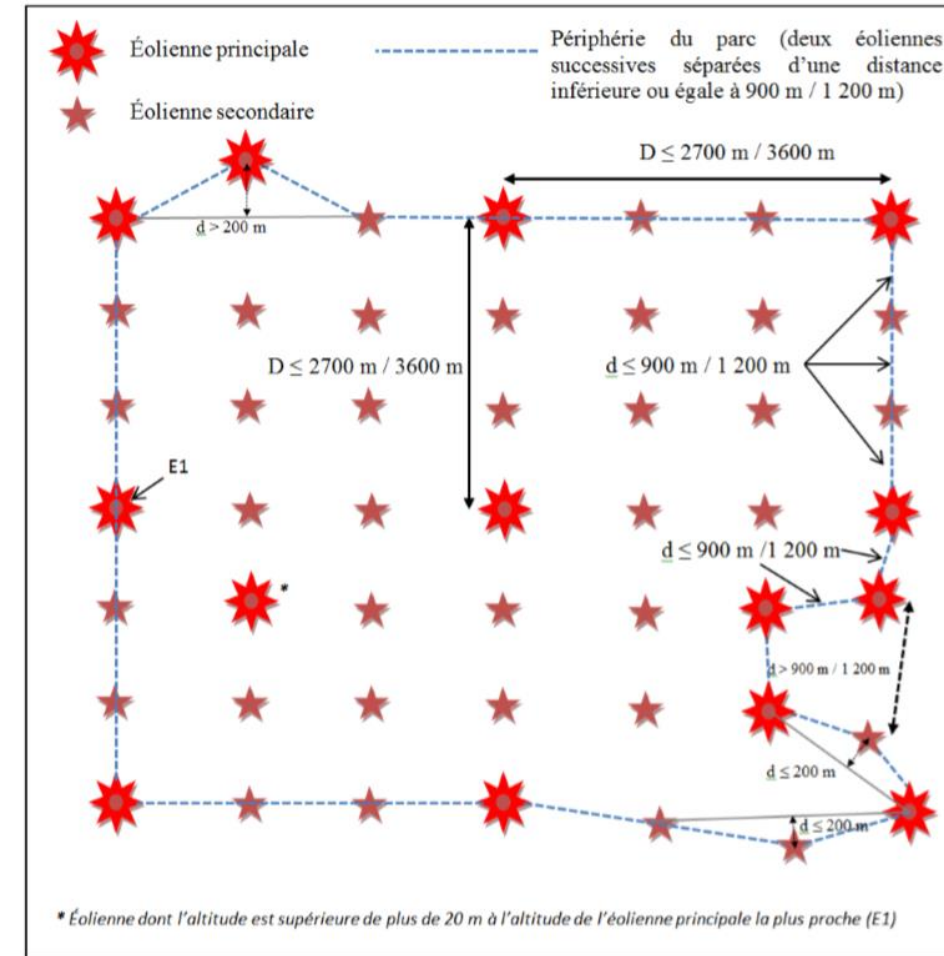 Éolienne principale
Périphérie du parc (deux éoliennes
successives séparées d'une distance
inférieure ou égale à 900 m / 1 200 m)
Éolienne secondaire
D ≤ 2700 m / 3600 m
d > 200 m
D ≤ 2700 m / 3600 m
d ≤ 900 m / 1 200 m
E1
d ≤ 900 m /1 200 m
*
d > 900 m / 1 200 m
d ≤ 200 m
d ≤ 200 m
* Éolienne dont l'altitude est supérieure de plus de 20 m à l'altitude de l'éolienne principale la plus proche (E1)